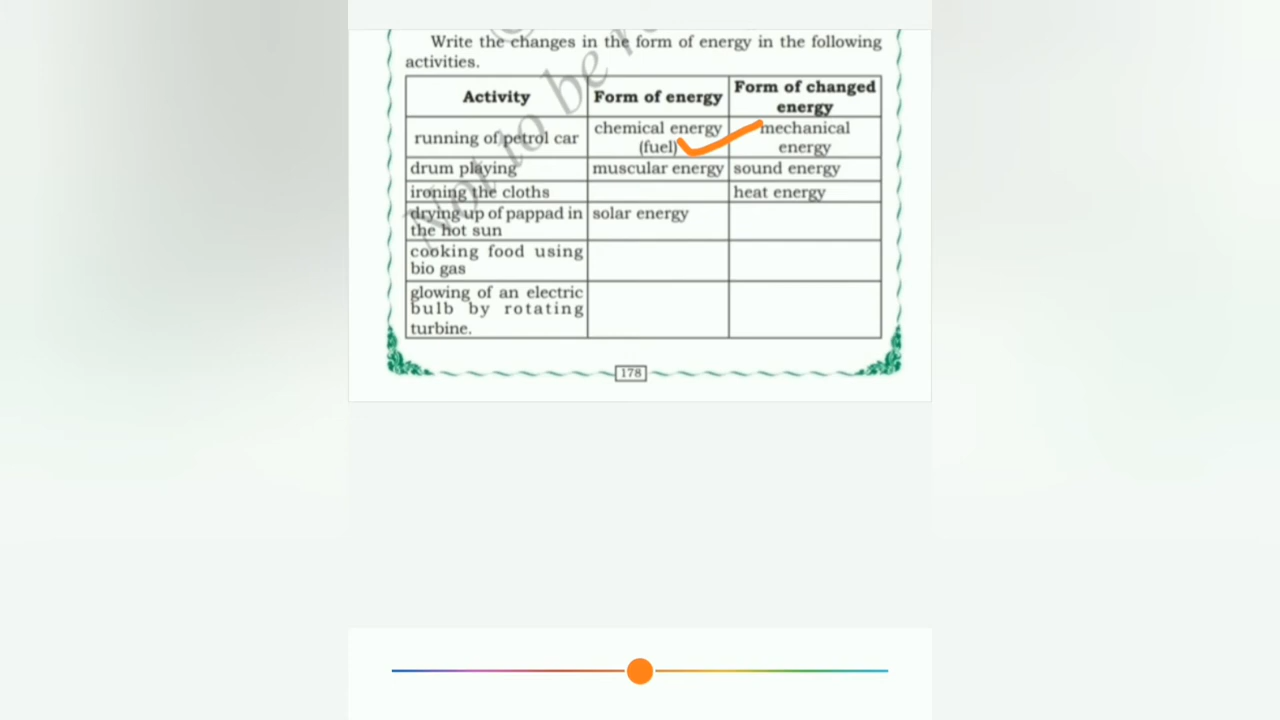 Write the changes in the form of energy in the following
activities.
Activity
Form of energy
Form of changed
energy
running of petrol car
chemical energy
(fuel)
mechanical
energy
drum playing
muscular energy
sound energy
ironing the cloths
heat energy
drying up of pappad in
the hot sun
solar energy
cooking food using
bio gas
glowing of an electric
bulb by rotating
turbine.
178
Not to be